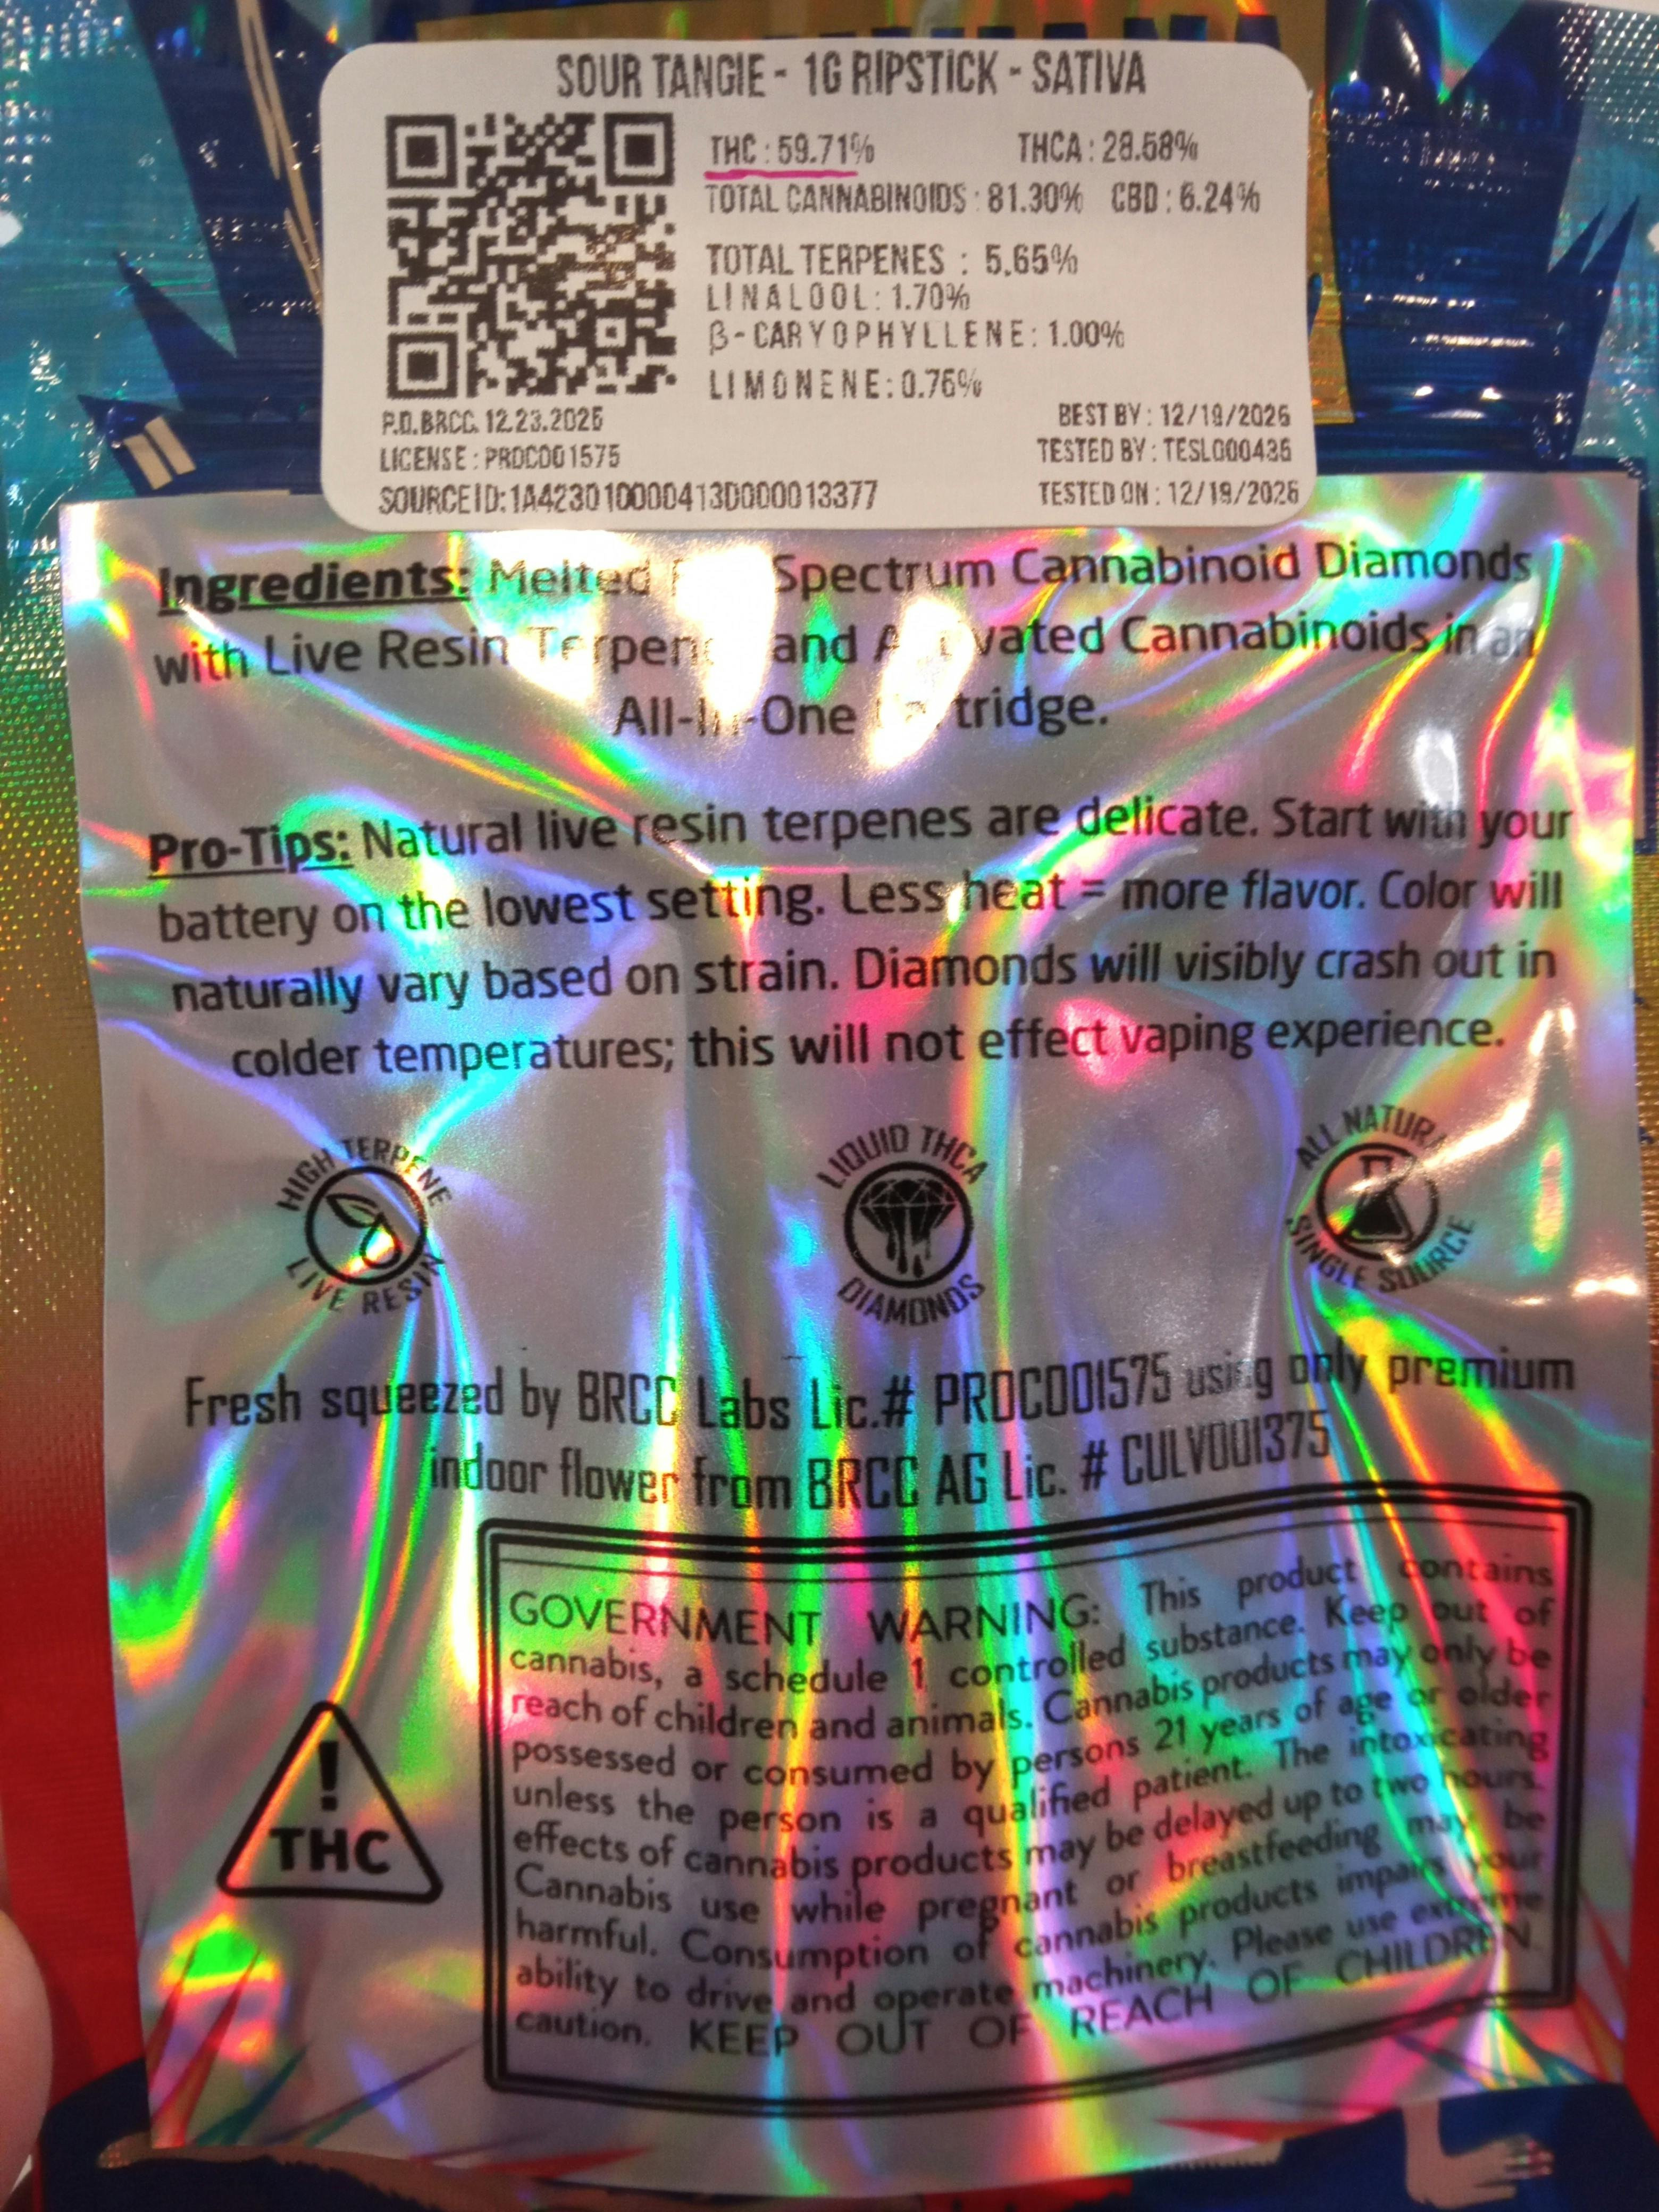 SOUR TANGIE - 1G RIPSTICK - SATIVA
THC : 59.71% THCA : 28.58%
TOTAL CANNABINOIDS : 81.30% CBD : 6.24%
TOTAL TERPENES : 5.65%
LINALOOL: 1.70%
β-CARYOPHYLLENE: 1.00%
LIMONENE: 0.76%
P.D.BRCC. 12.23.2025 BEST BY : 12/19/2026
LICENSE : PROC001575 TESTED BY : TESL000436
SOURCEID:1A4230100000413D000013377 TESTED ON : 12/19/2025
Ingredients: Melted Spectrum Cannabinoid Diamonds
with Live Resin Terpenes and Activated Cannabinoids in an
All-In-One Cartridge.
Pro-Tips: Natural live resin terpenes are delicate. Start with your
battery on the lowest setting. Less heat = more flavor. Color will
naturally vary based on strain. Diamonds will visibly crash out in
colder temperatures; this will not effect vaping experience.
HIGH TERPENE
LIVE RESIN
LIQUID THCA
DIAMONDS
ALL NATURAL
SINGLE SOURCE
Fresh squeezed by BRCC Labs Lic.# PROC001575 using only premium
indoor flower from BRCC AG Lic. # CULV001375
GOVERNMENT WARNING: This product contains
cannabis, a schedule 1 controlled substance. Keep out of
reach of children and animals. Cannabis products may only be
possessed or consumed by persons 21 years of age or older
unless the person is a qualified patient. The intoxicating
effects of cannabis products may be delayed up to two hours.
Cannabis use while pregnant or breastfeeding may be
harmful. Consumption of cannabis products impairs your
ability to drive and operate machinery. Please use extreme
caution. KEEP OUT OF REACH OF CHILDREN.
!
THC